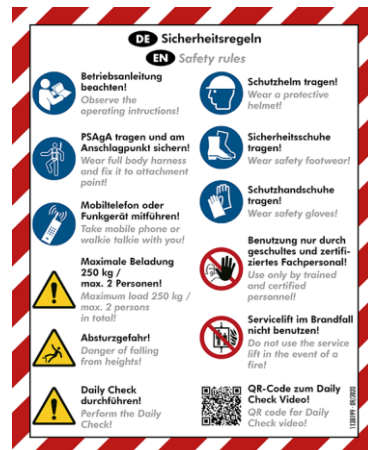 DE Sicherheitsregeln
EN Safety rules
Betriebsanleitung
beachten!
Observe the
operating intructions!
PSAgA tragen und am
Anschlagpunkt sichern!
Wear full body harness
and fix it to attachment
point!
Mobiltelefon oder
Funkgerät mitführen!
Take mobile phone or
walkie talkie with you!
Maximale Beladung
250 kg /
max. 2 Personen!
Maximum load 250 kg /
max. 2 persons
in total!
Absturzgefahr!
Danger of falling
from heights!
Daily Check
durchführen!
Perform the Daily
Check!
Schutzhelm tragen!
Wear a protective
helmet!
Sicherheitsschuhe
tragen!
Wear safety footwear!
Schutzhandschuhe
tragen!
Wear safety gloves!
Benutzung nur durch
geschultes und zertifi-
ziertes Fachpersonal!
Use only by trained
and certified
personnel!
Servicelift im Brandfall
nicht benutzen!
Do not use the service
lift in the event of a
fire!
QR-Code zum Daily
Check Video!
QR code for Daily
Check video!